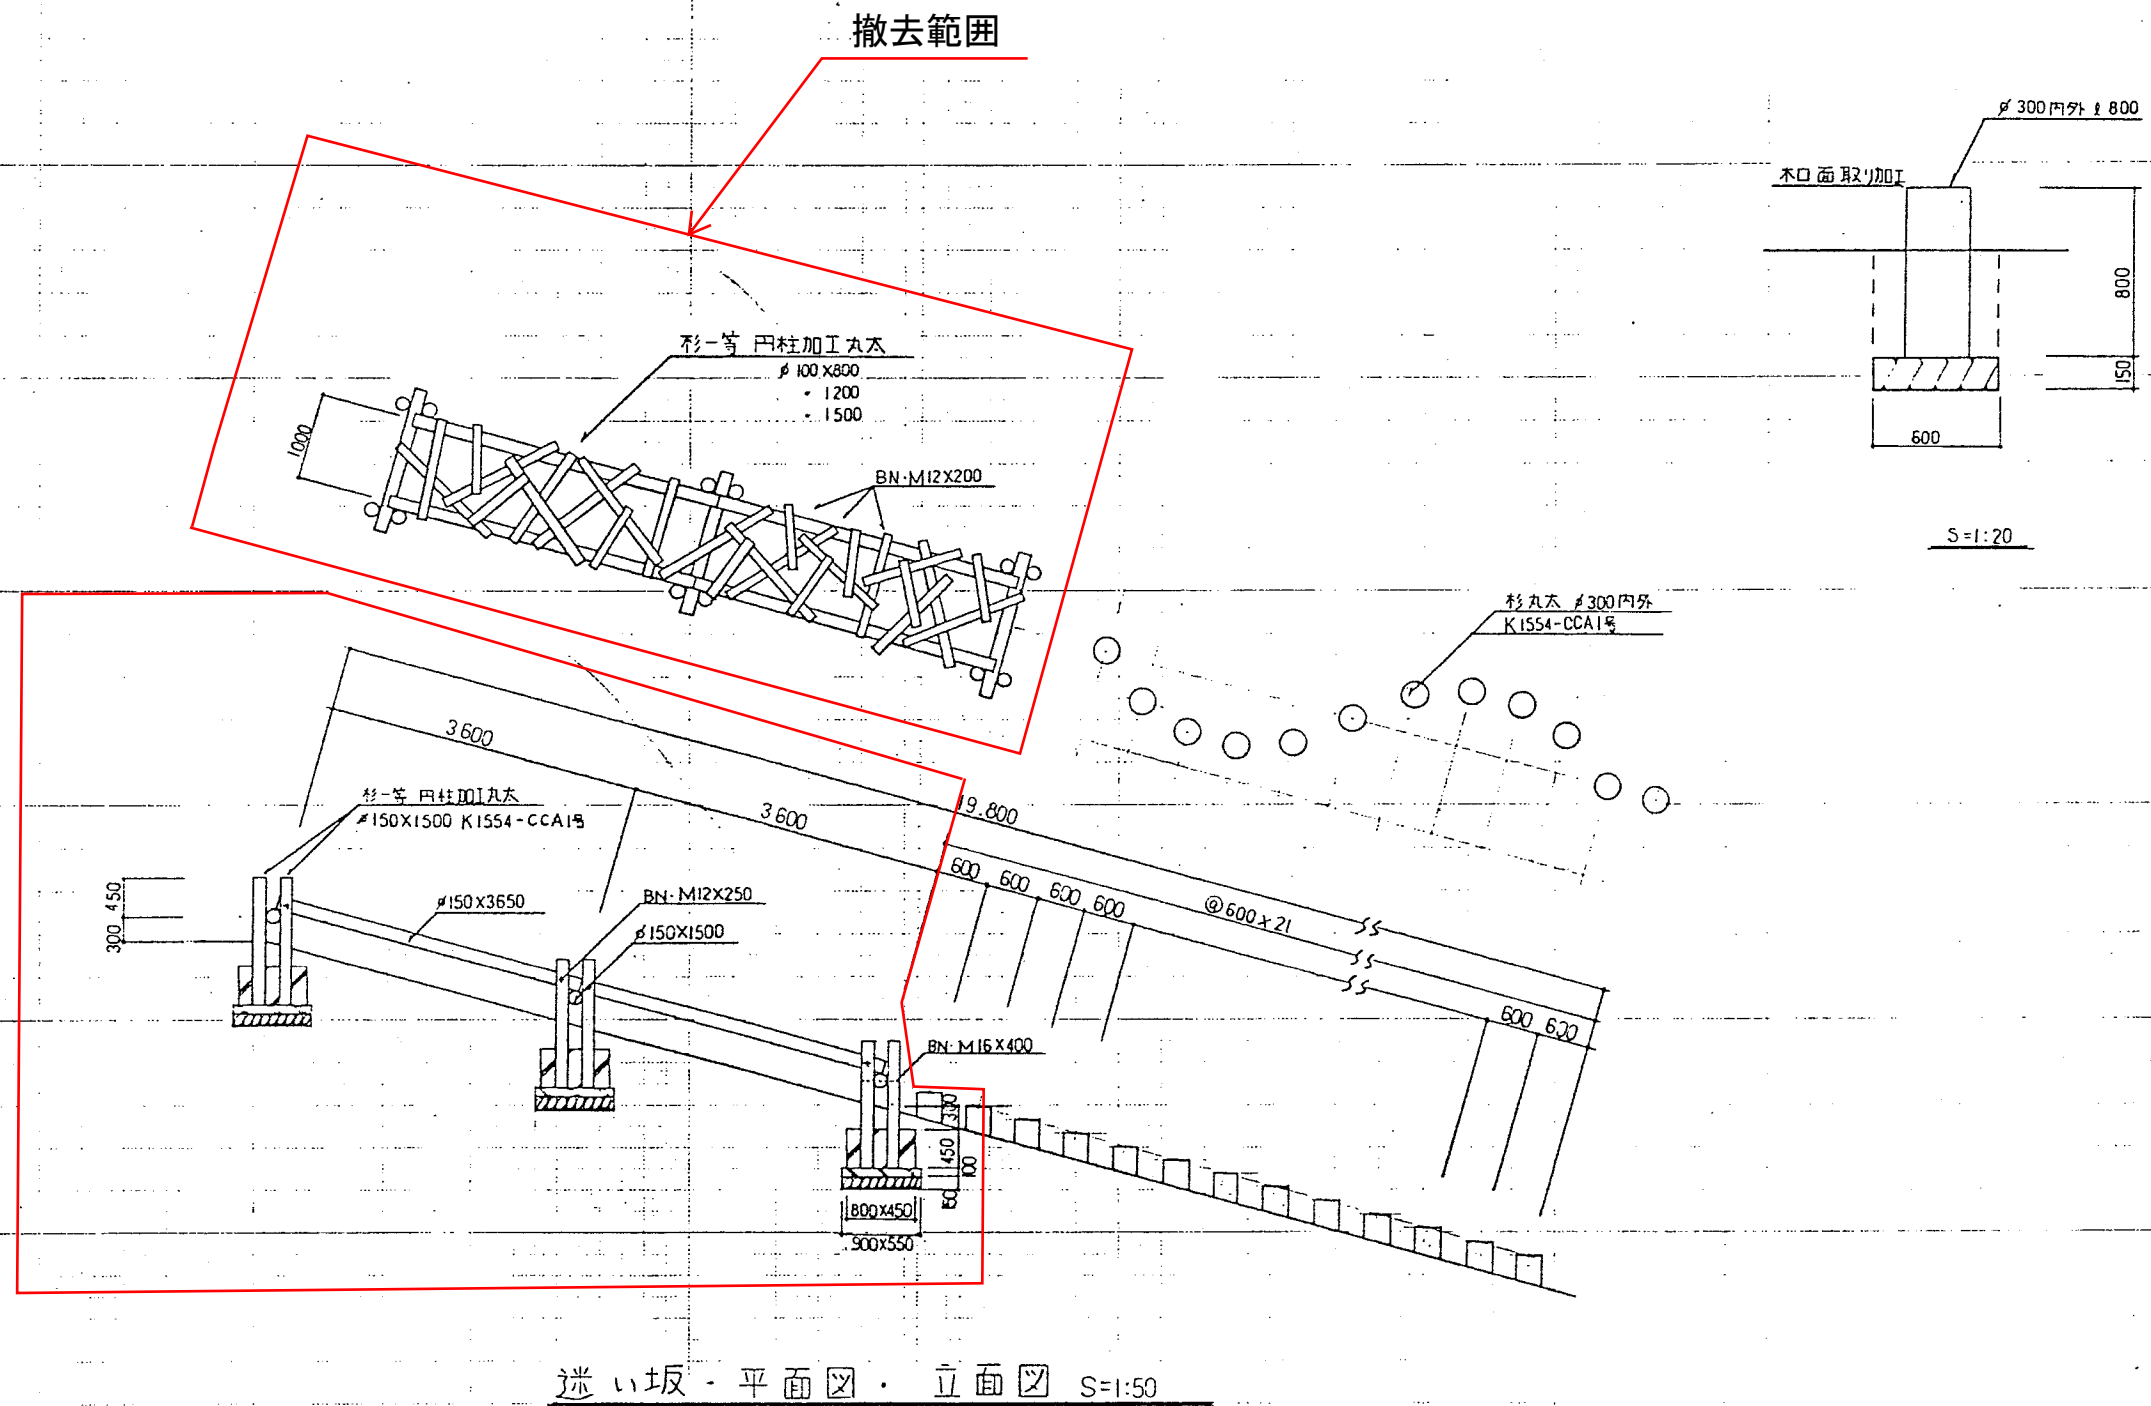 撤去範囲
φ300内外 ℓ800
木口面取り加工
800
150
600
S=1:20
杉一等 円柱加工丸太
φ100X800
〃 1200
〃 1500
1000
BN·M12X200
杉丸太 φ300内外
K1554-CCA1号
3600
3600
19.800
600
600
600
600
@600x21
600
600
杉一等 円柱加工丸太
φ150X1500 K1554-CCA1号
450
300
φ150X3650
BN·M12X250
φ150X1500
BN·M16X400
300
450
100
150
800X450
900X550
迷い坂・平面図・立面図 S=1:50